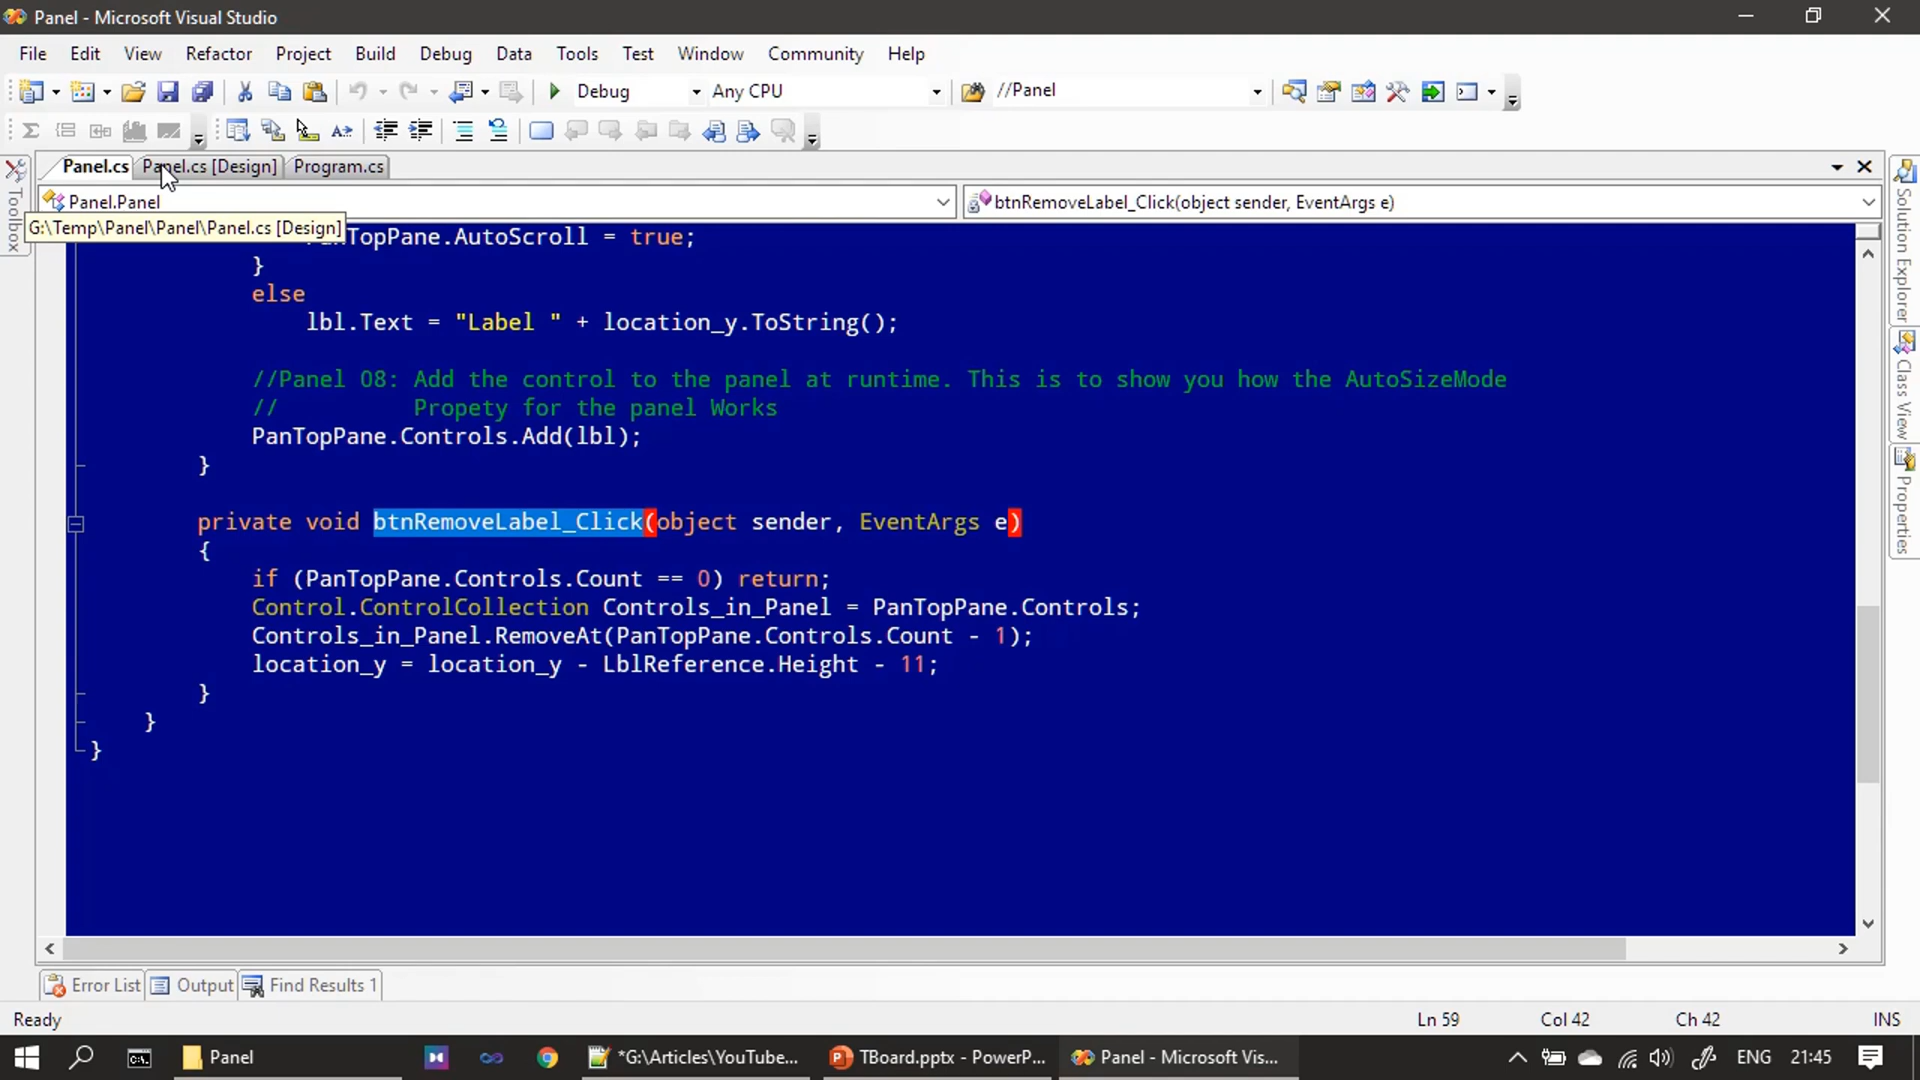 Panel - Microsoft Visual Studio
File Edit View Refactor Project Build Debug Data Tools Test Window Community Help
Debug Any CPU //Panel
Panel.cs Panel.cs [Design] Program.cs
Panel.Panel btnRemoveLabel_Click(object sender, EventArgs e)
G:\Temp\Panel\Panel\Panel.cs [Design]
TopPane.AutoScroll = true;
}
else
lbl.Text = "Label " + location_y.ToString();
//Panel 08: Add the control to the panel at runtime. This is to show you how the AutoSizeMode
// Propety for the panel Works
PanTopPane.Controls.Add(lbl);
}
private void btnRemoveLabel_Click(object sender, EventArgs e)
{
if (PanTopPane.Controls.Count == 0) return;
Control.ControlCollection Controls_in_Panel = PanTopPane.Controls;
Controls_in_Panel.RemoveAt(PanTopPane.Controls.Count - 1);
location_y = location_y - LblReference.Height - 11;
}
}
}
Toolbox
Solution Explorer
Class View
Properties
Error List Output Find Results 1
Ready Ln 59 Col 42 Ch 42 INS
Panel *G:\Articles\YouTube... TBoard.pptx - PowerP... Panel - Microsoft Vis... ENG 21:45